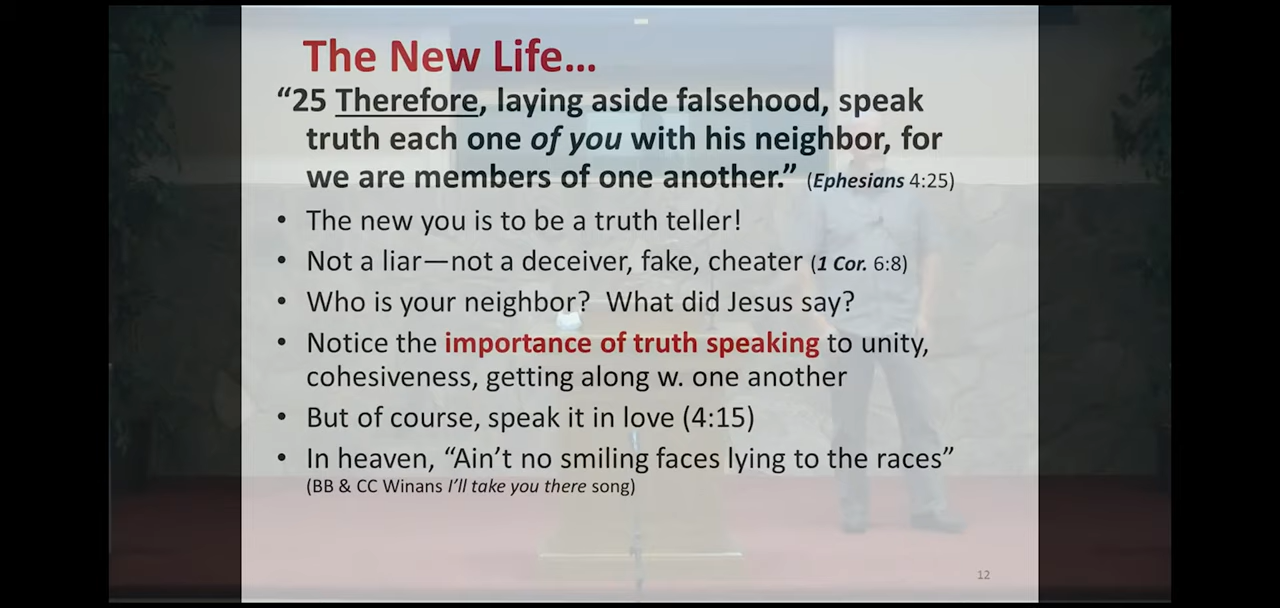 The New Life...
“25 Therefore, laying aside falsehood, speak
truth each one of you with his neighbor, for
we are members of one another.” (Ephesians 4:25)
• The new you is to be a truth teller!
• Not a liar—not a deceiver, fake, cheater (1 Cor. 6:8)
• Who is your neighbor?  What did Jesus say?
• Notice the importance of truth speaking to unity,
cohesiveness, getting along w. one another
• But of course, speak it in love (4:15)
• In heaven, “Ain’t no smiling faces lying to the races”
(BB & CC Winans I’ll take you there song)
12